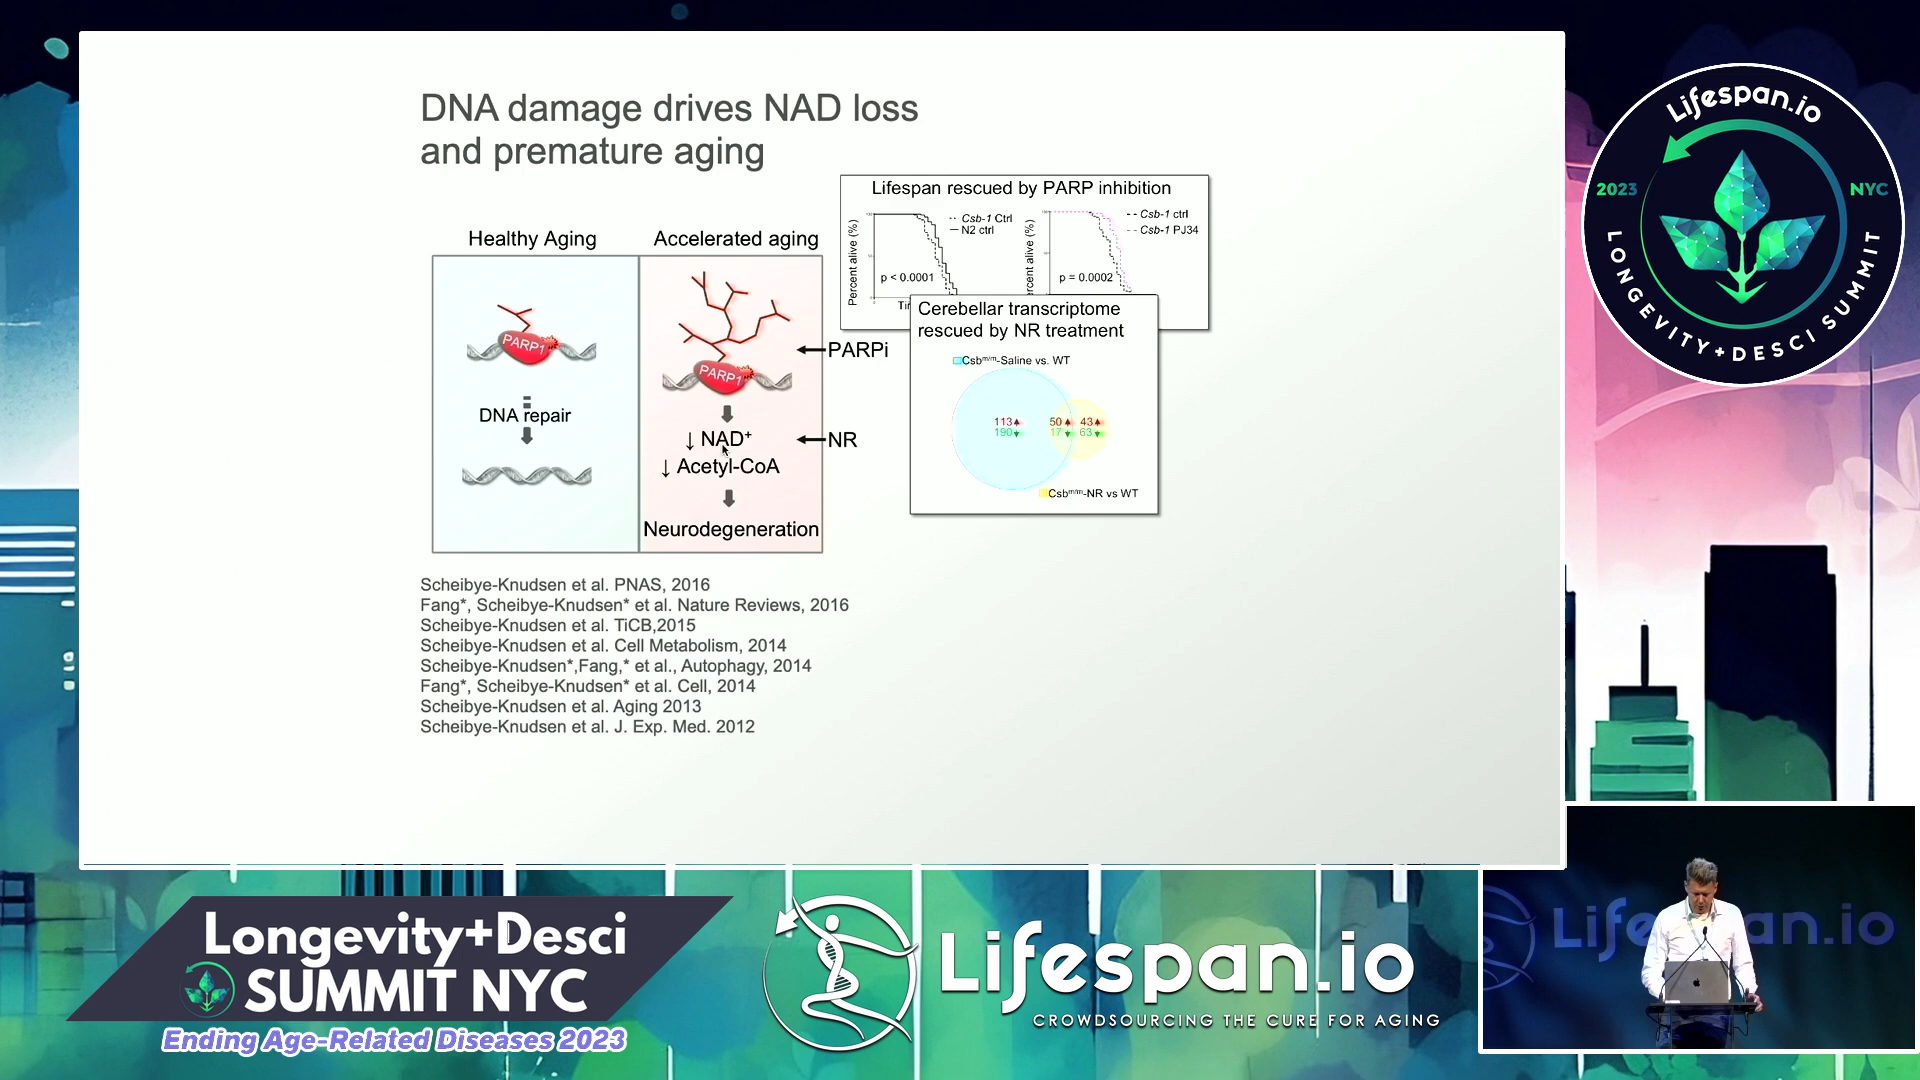 DNA damage drives NAD loss
and premature aging
Healthy Aging
Accelerated aging
PARP1
DNA repair
PARP1
↓ NAD⁺
↓ Acetyl-CoA
Neurodegeneration
PARPi
NR
Lifespan rescued by PARP inhibition
Percent alive (%)
Csb-1 Ctrl
N2 ctrl
p < 0.0001
Csb-1 ctrl
Csb-1 PJ34
p = 0.0002
Cerebellar transcriptome
rescued by NR treatment
Csbᵐ/ᵐ-Saline vs. WT
113 50 43
190 17 63
Csbᵐ/ᵐ-NR vs WT
Scheibye-Knudsen et al. PNAS, 2016
Fang*, Scheibye-Knudsen* et al. Nature Reviews, 2016
Scheibye-Knudsen et al. TiCB,2015
Scheibye-Knudsen et al. Cell Metabolism, 2014
Scheibye-Knudsen*,Fang,* et al., Autophagy, 2014
Fang*, Scheibye-Knudsen* et al. Cell, 2014
Scheibye-Knudsen et al. Aging 2013
Scheibye-Knudsen et al. J. Exp. Med. 2012
Lifespan.io
2023 NYC
LONGEVITY+DESCI SUMMIT
Longevity+Desci
SUMMIT NYC
Ending Age-Related Diseases 2023
Lifespan.io
CROWDSOURCING THE CURE FOR AGING